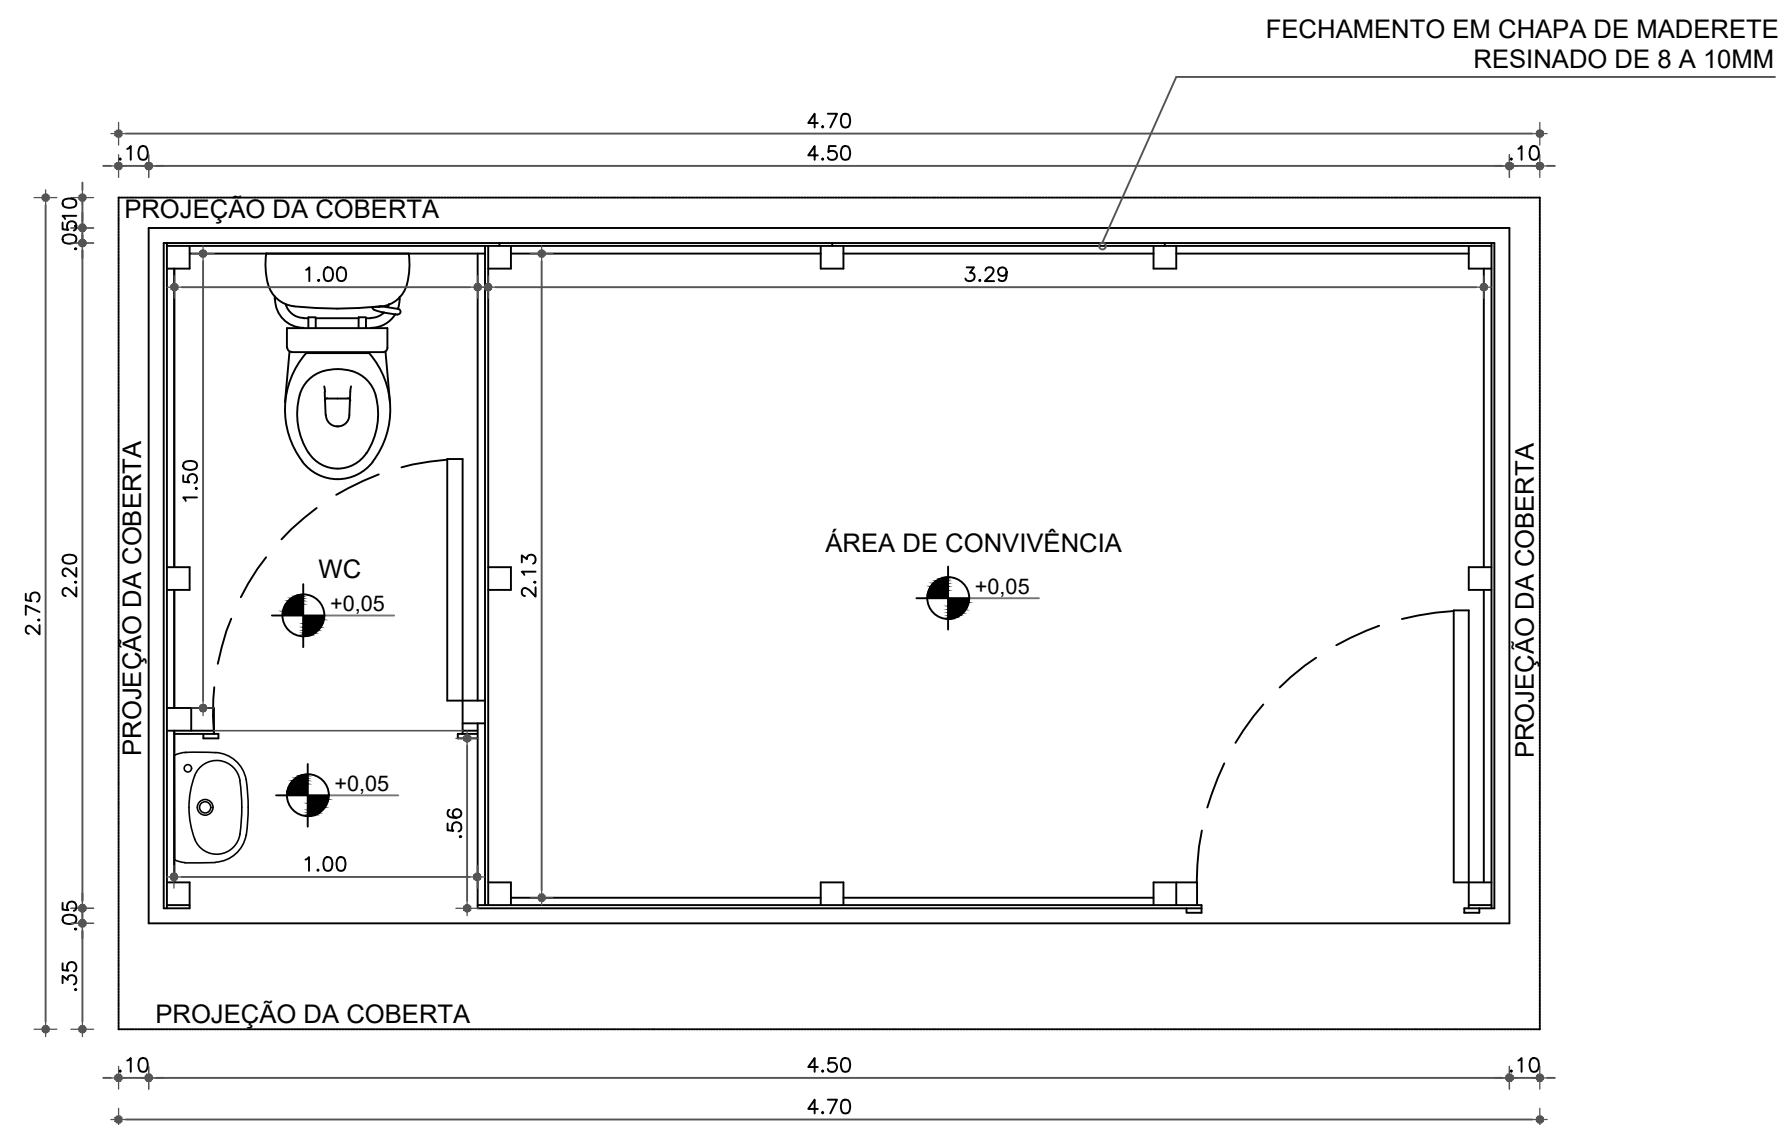 FECHAMENTO EM CHAPA DE MADERETE
RESINADO DE 8 A 10MM
4.70
.10
4.50
.10
PROJEÇÃO DA COBERTA
.10
.05
1.00
3.29
1.50
PROJEÇÃO DA COBERTA
PROJEÇÃO DA COBERTA
ÁREA DE CONVIVÊNCIA
WC
2.13
2.20
2.75
+0,05
+0,05
+0,05
.56
1.00
.05
.35
PROJEÇÃO DA COBERTA
.10
4.50
.10
4.70